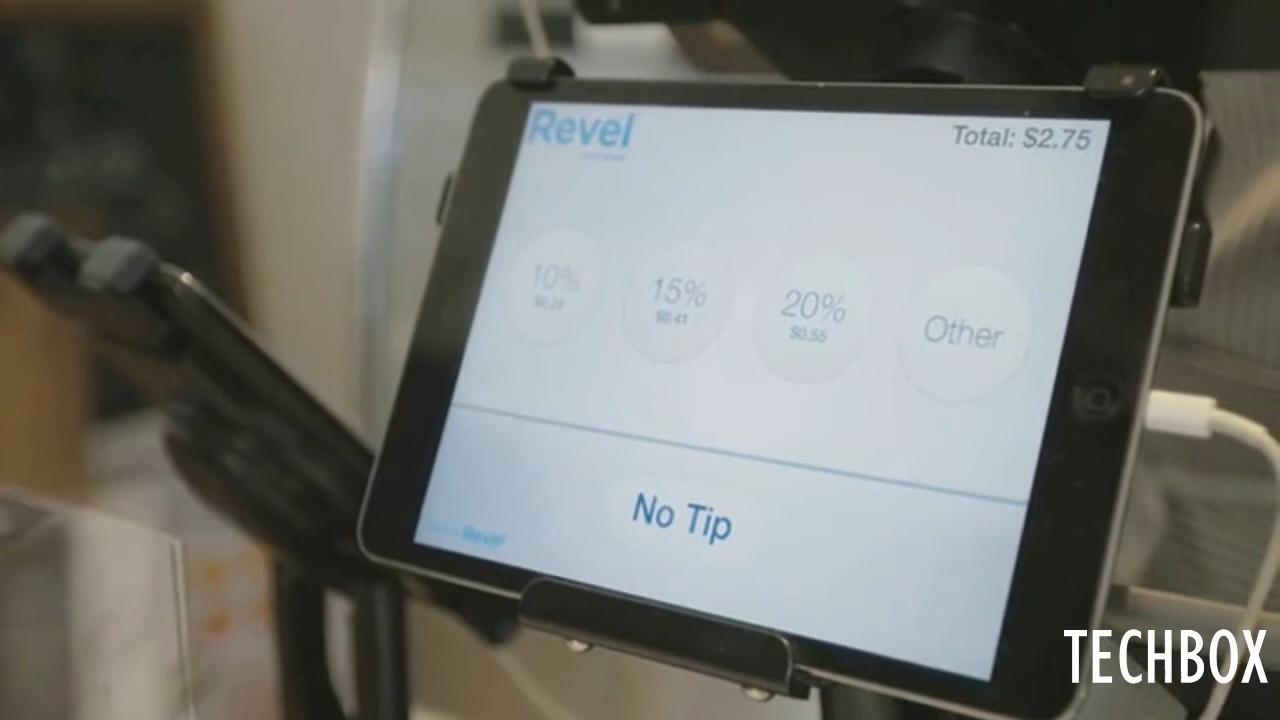 Revel
Total: $2.75
10%
15%
$0.41
20%
$0.55
Other
No Tip
Revel
TECHBOX